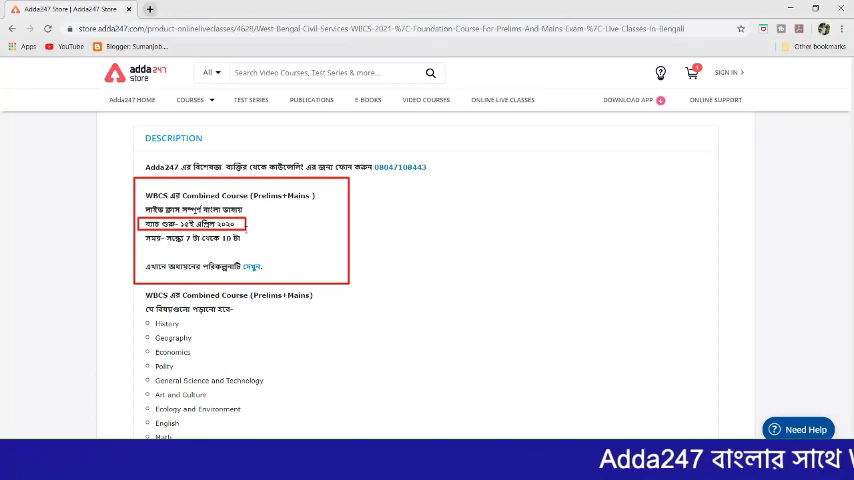 Adda247 Store | Adda247 Store
store.adda247.com/product-onlineliveclasses/4628/West-Bengal-Civil-Services-WBCS-2021-%7C-Foundation-Course-For-Prelims-And-Mains-Exam-%7C-Live-Classes-In-Bengali
Apps YouTube Blogger: Sumanjob... Other bookmarks
adda247 store All Search Video Courses, Test Series & more... 1 SIGN IN
Adda247 HOME COURSES TEST SERIES PUBLICATIONS E-BOOKS VIDEO COURSES ONLINE LIVE CLASSES DOWNLOAD APP ONLINE SUPPORT
DESCRIPTION
Adda247 এর বিশেষজ্ঞ ব্যক্তির থেকে কাউন্সেলিং এর জন্য ফোন করুন 08047108443
WBCS এর Combined Course (Prelims+Mains )
লাইভ ক্লাস সম্পূর্ণ বাংলা ভাষায়
ব্যাচ শুরু- ১৫ই এপ্রিল ২০২০
সময়- সন্ধ্যে 7 টা থেকে 10 টা
এখানে অধ্যয়নের পরিকল্পনাটি দেখুন.
WBCS এর Combined Course (Prelims+Mains)
যে বিষয়গুলো পড়ানো হবে-
History
Geography
Economics
Polity
General Science and Technology
Art and Culture
Ecology and Environment
English
Math
Need Help
Adda247 বাংলার সাথে W